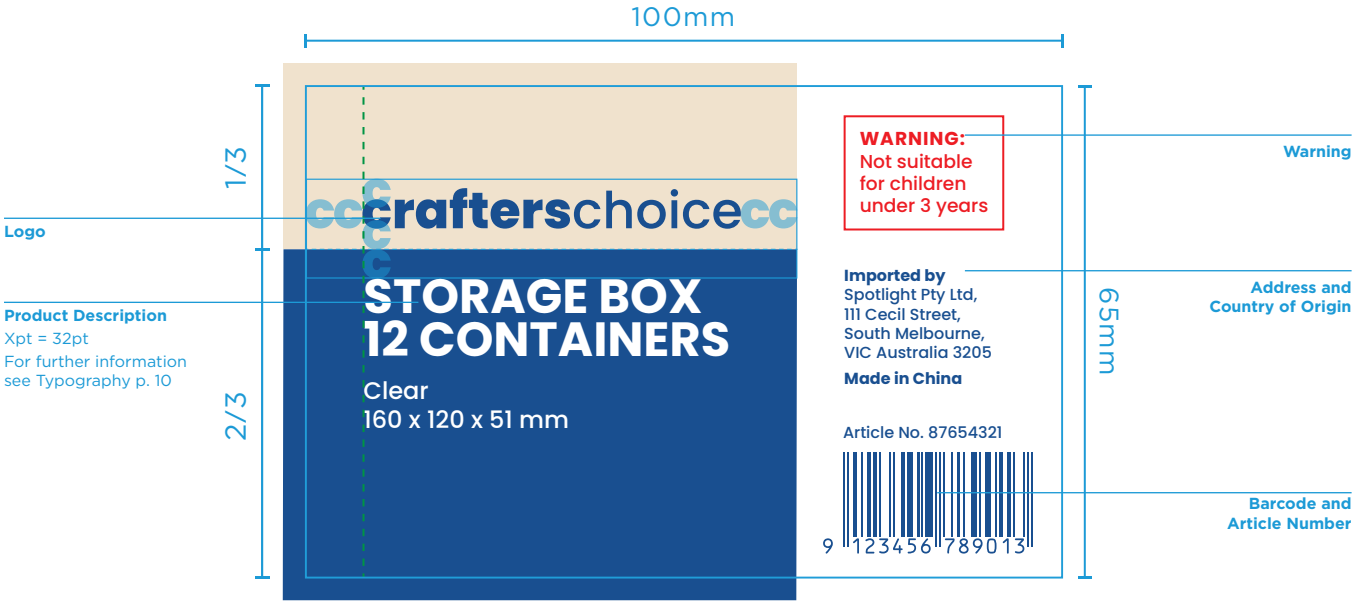 100mm
1/3
2/3
65mm
Logo
Product Description
Xpt = 32pt
For further information
see Typography p. 10
c
cccrafterschoicecc
c
c
STORAGE BOX
12 CONTAINERS
Clear
160 x 120 x 51 mm
WARNING:
Not suitable
for children
under 3 years
Imported by
Spotlight Pty Ltd,
111 Cecil Street,
South Melbourne,
VIC Australia 3205
Made in China
Article No. 87654321
9 123456 789013
Warning
Address and
Country of Origin
Barcode and
Article Number